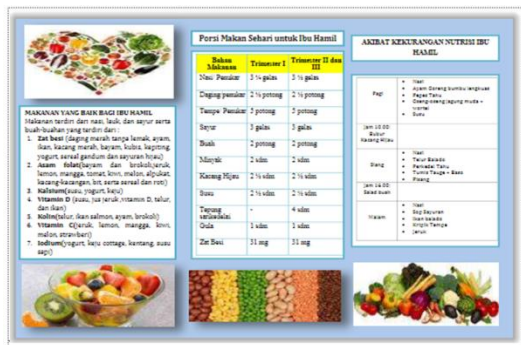 MAKANAN YANG BAIK BAGI IBU HAMIL
Makanan terdiri dari nasi, lauk, dan sayur serta
buah-buahan yang terdiri dari :
1. Zat besi (daging merah tanpa lemak, ayam,
ikan, kacang merah, bayam, kubis, kepiting,
yogurt, sereal gandum dan sayuran hijau)
2. Asam folat(bayam dan brokoli,jeruk,
lemon, mangga, tomat, kiwi, melon, alpukat,
kacang-kacangan, bit, serta sereal dan roti)
3. Kalsium(susu, yogurt, keju)
4. Vitamin D (susu, jus jeruk ,vitamin D, telur,
dan ikan)
5. Kolin(telur, ikan salmon, ayam, brokoli)
6. Vitamin C(jeruk, lemon, mangga, kiwi,
melon, strawberi)
7. Iodium(yogurt, keju cottage, kentang, susu
sapi)
Porsi Makan Sehari untuk Ibu Hamil
Bahan Makanan Trimester I Trimester II dan III
Nasi
Daging 2 ½ potong 2 ½ potong
Tempe 3 potong 5 potong
Sayur 3 gelas 3 gelas
Buah 2 potong 2 potong
Minyak 2 sdm 2 sdm
Kacang Hijau 2 ½ sdm 2 ½ sdm
Susu 2 ½ sdm 2 ½ sdm
Tepung - 4 sdm
Gula 1 sdm 1 sdm
Zat Besi 31 mg 31 mg
AKIBAT KEKURANGAN NUTRISI IBU
HAMIL
Pagi
• Nasi
• Ayam Goreng bumbu lengkuas
• Pepes Tahu
• Oseng-oseng jagung muda +
wortel
• Susu
Jam 10.00
Bubur
Kacang Hijau
Siang
• Nasi
• Telur Balado
• Perkedel Tahu
• Tumis Tauge + Baso
• Pisang
Jam 16.00
Salad buah
Malam
• Nasi
• Sop Sayuran
• Ikan balado
• Kripik Tempe
• Jeruk